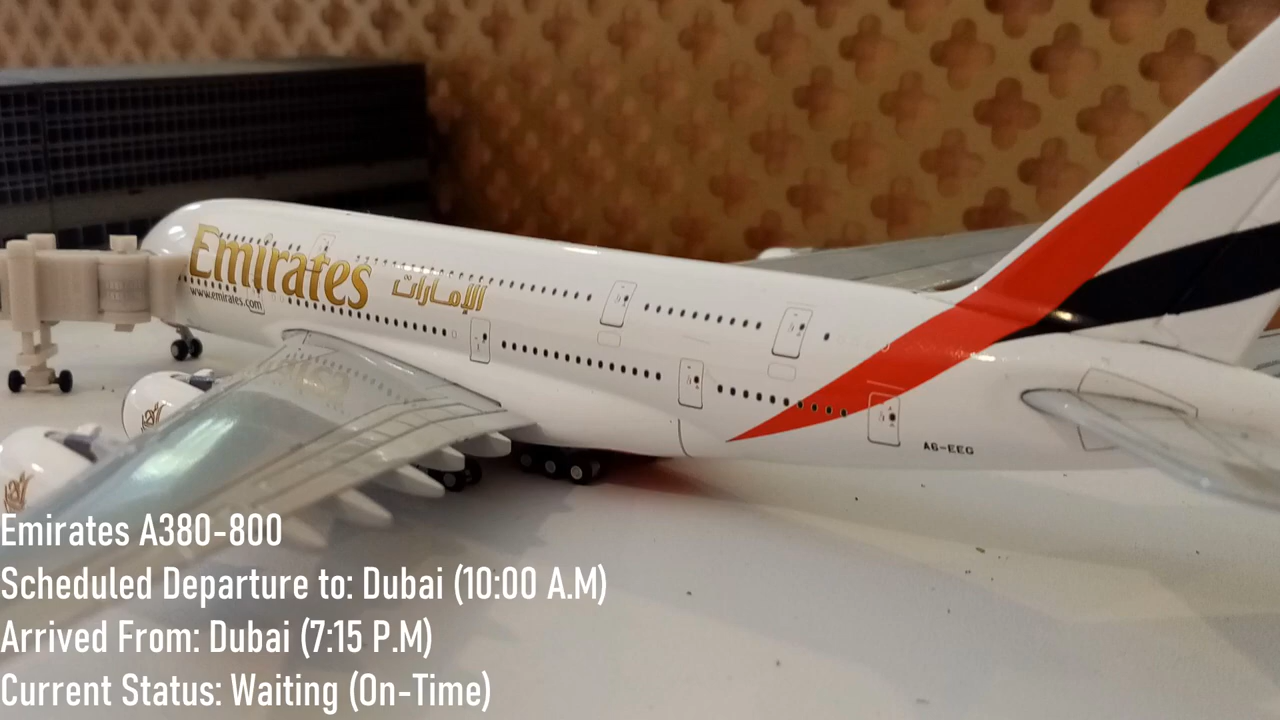 Emirates
الإمارات
www.emirates.com
A6-EEG
Emirates A380-800
Scheduled Departure to: Dubai (10:00 A.M)
Arrived From: Dubai (7:15 P.M)
Current Status: Waiting (On-Time)